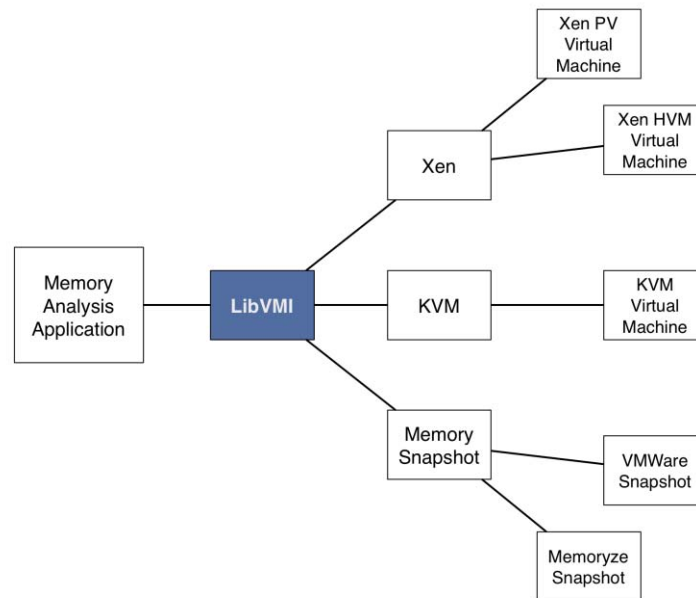 Xen PV
Virtual
Machine
Xen HVM
Virtual
Machine
Xen
Memory
Analysis
Application
LibVMI
KVM
KVM
Virtual
Machine
Memory
Snapshot
VMWare
Snapshot
Memoryze
Snapshot